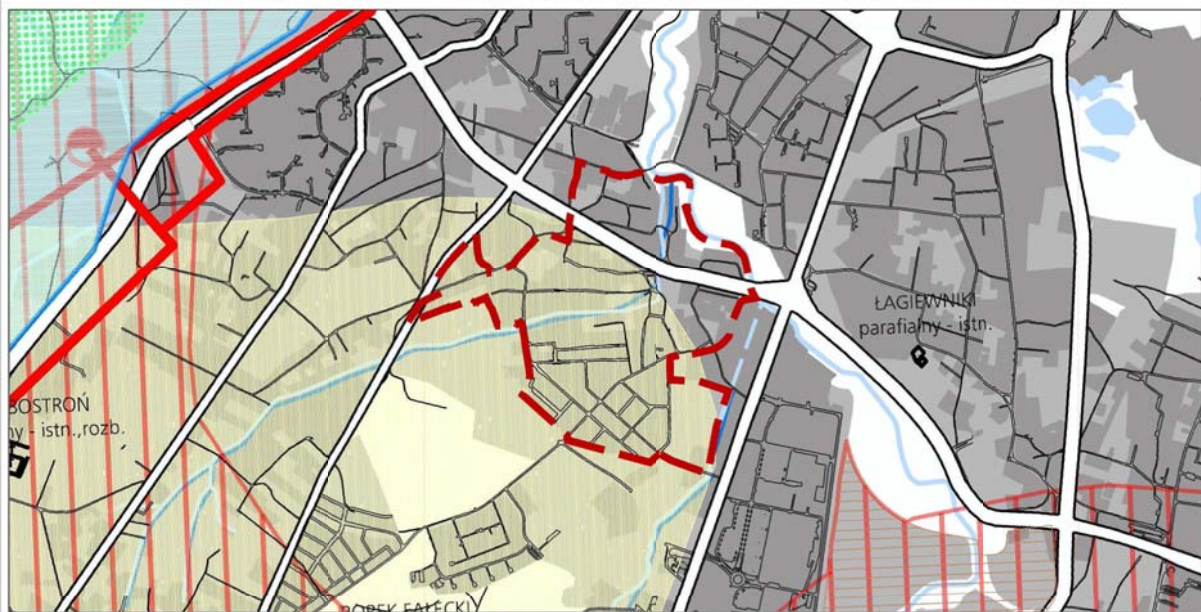 ŁAGIEWNIKI
parafialny - istn.
BOSTROŃ
ny - istn.,rozb.
BOREK FAŁĘCKI